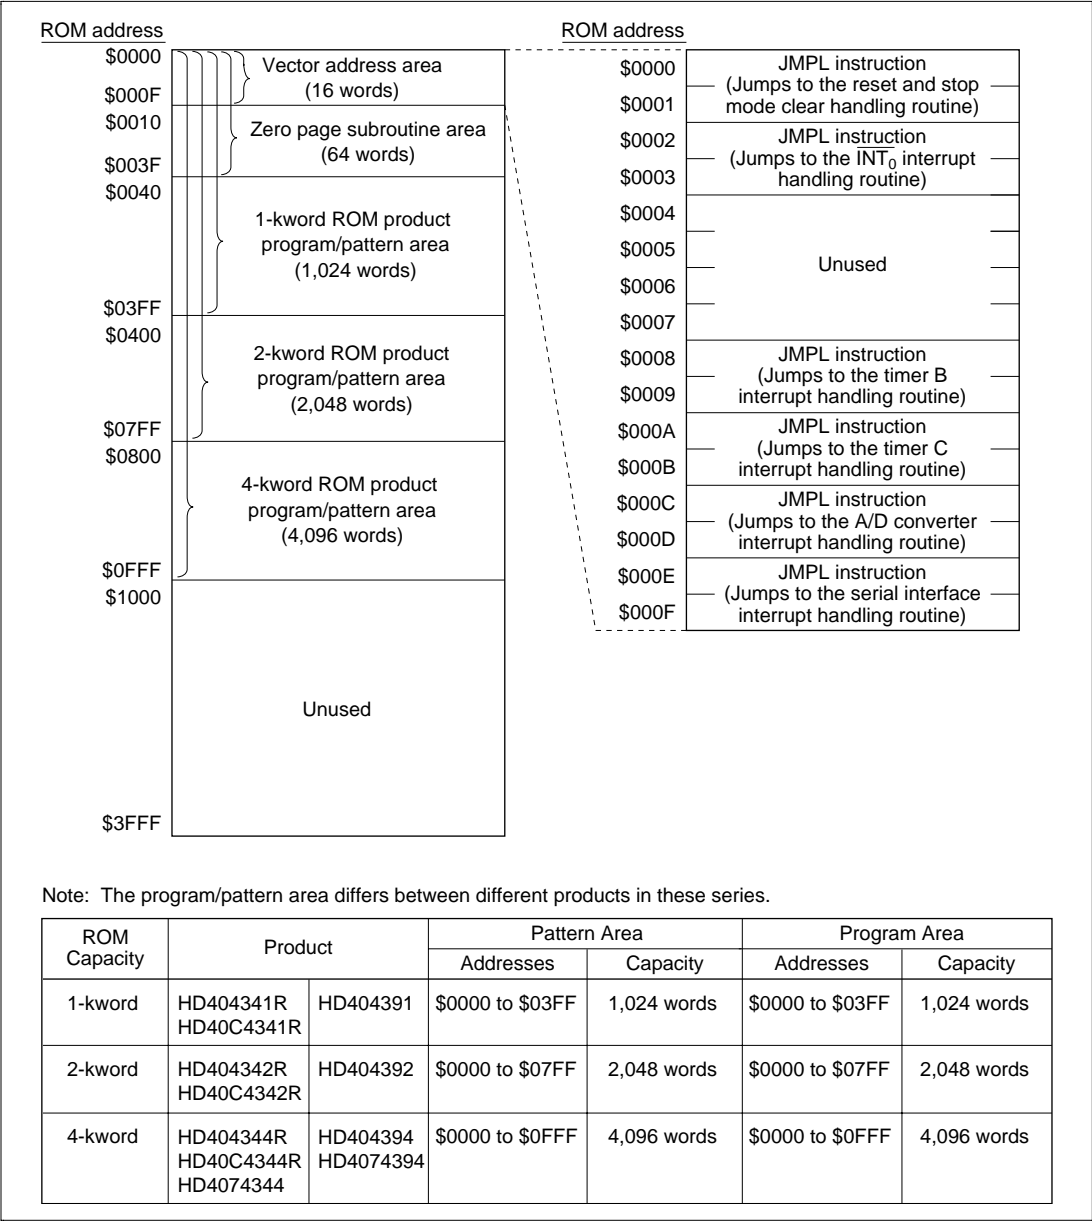 ROM address
$0000
$000F
$0010
$003F
$0040
$03FF
$0400
$07FF
$0800
$0FFF
$1000
$3FFF
Vector address area
(16 words)
Zero page subroutine area
(64 words)
1-kword ROM product
program/pattern area
(1,024 words)
2-kword ROM product
program/pattern area
(2,048 words)
4-kword ROM product
program/pattern area
(4,096 words)
Unused
ROM address
$0000
$0001
$0002
$0003
$0004
$0005
$0006
$0007
$0008
$0009
$000A
$000B
$000C
$000D
$000E
$000F
JMPL instruction
(Jumps to the reset and stop
mode clear handling routine)
JMPL instruction
(Jumps to the INT0 interrupt
handling routine)
Unused
JMPL instruction
(Jumps to the timer B
interrupt handling routine)
JMPL instruction
(Jumps to the timer C
interrupt handling routine)
JMPL instruction
(Jumps to the A/D converter
interrupt handling routine)
JMPL instruction
(Jumps to the serial interface
interrupt handling routine)
Note: The program/pattern area differs between different products in these series.
ROM Capacity Product Pattern Area Program Area
Addresses Capacity Addresses Capacity
1-kword HD404341R HD404391 $0000 to $03FF 1,024 words $0000 to $03FF 1,024 words
HD40C4341R
2-kword HD404342R HD404392 $0000 to $07FF 2,048 words $0000 to $07FF 2,048 words
HD40C4342R
4-kword HD404344R HD404394 $0000 to $0FFF 4,096 words $0000 to $0FFF 4,096 words
HD40C4344R HD4074394
HD4074344